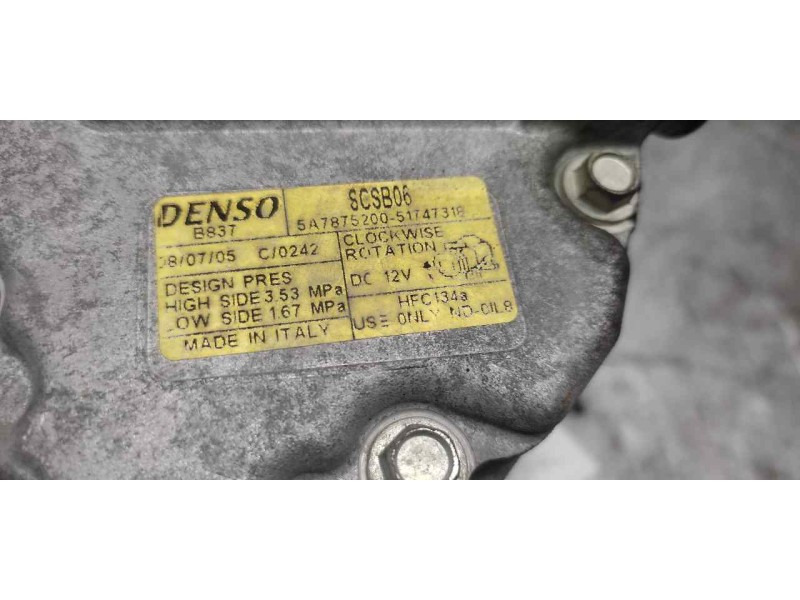 DENSO
B837
SCSB06
5A7875200-51747318
08/07/05 C/0242
CLOCKWISE
ROTATION
DC 12V
DESIGN PRES
HIGH SIDE 3.53 MPa
LOW SIDE 1.67 MPa
HFC134a
USE ONLY ND-OIL8
MADE IN ITALY